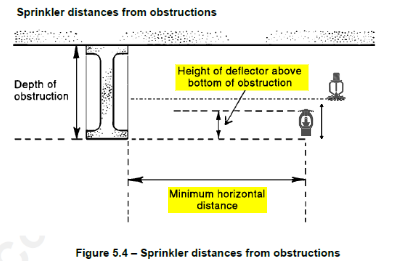 Sprinkler distances from obstructions
Depth of
obstruction
Height of deflector above
bottom of obstruction
Minimum horizontal
distance
Figure 5.4 – Sprinkler distances from obstructions